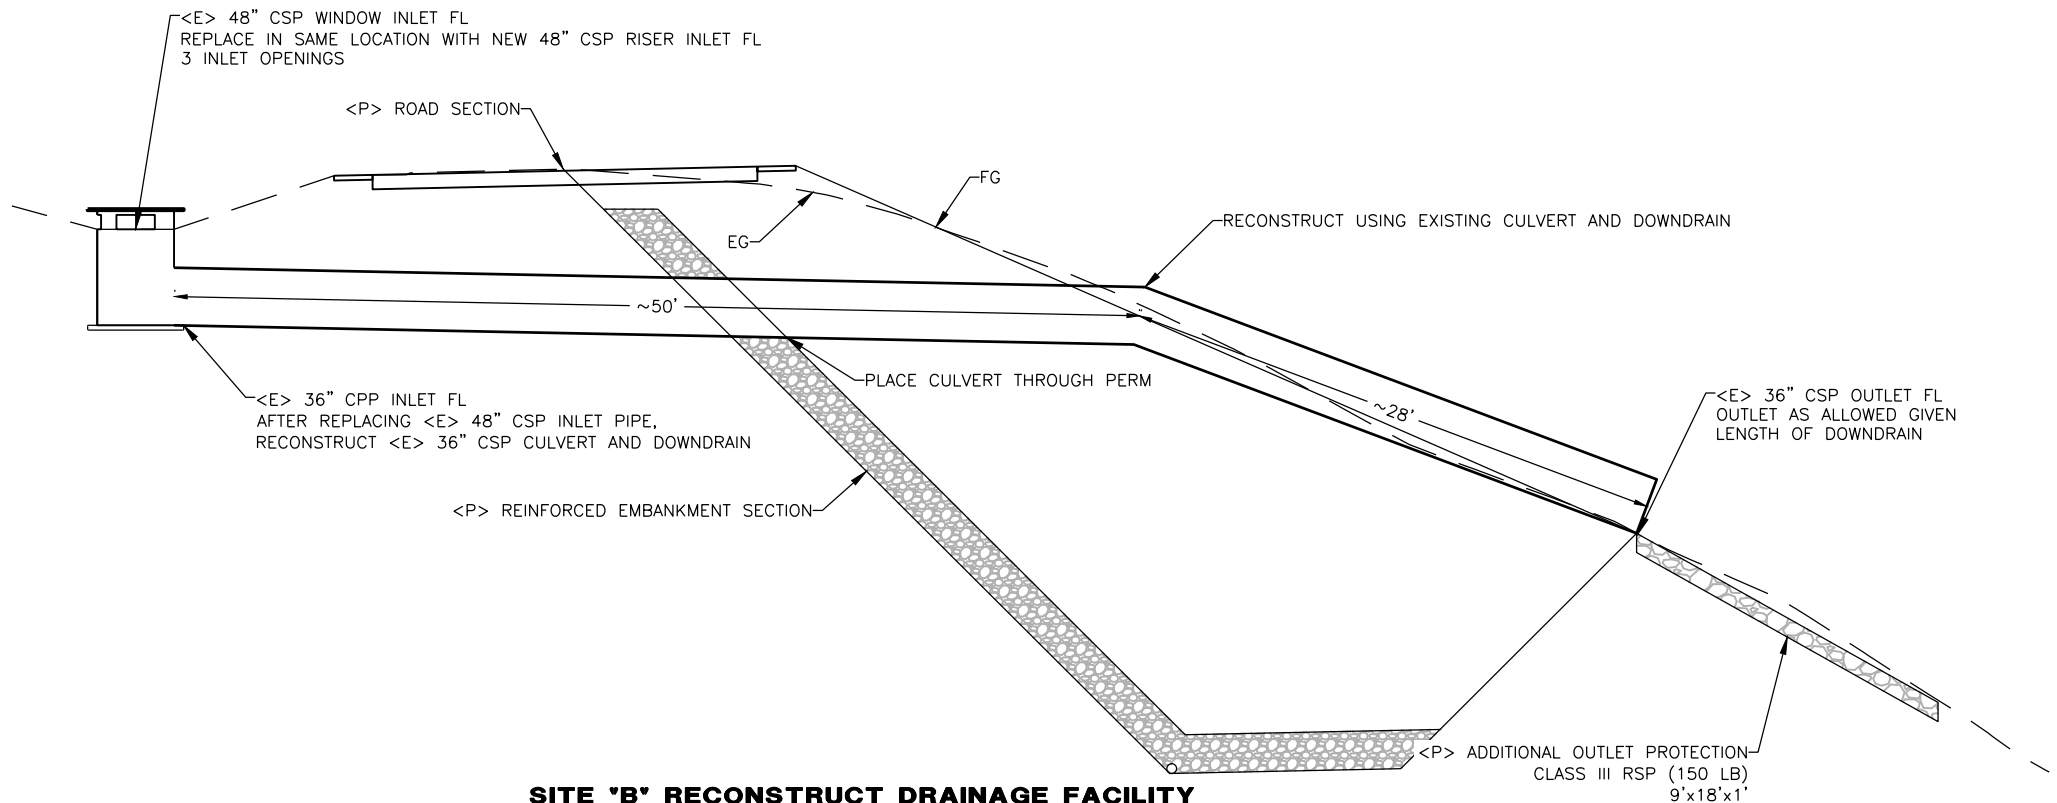 <E> 48" CSP WINDOW INLET FL
REPLACE IN SAME LOCATION WITH NEW 48" CSP RISER INLET FL
3 INLET OPENINGS
<P> ROAD SECTION
FG
RECONSTRUCT USING EXISTING CULVERT AND DOWNDRAIN
EG
~50'
PLACE CULVERT THROUGH PERM
<E> 36" CPP INLET FL
AFTER REPLACING <E> 48" CSP INLET PIPE,
RECONSTRUCT <E> 36" CSP CULVERT AND DOWNDRAIN
~28'
<E> 36" CSP OUTLET FL
OUTLET AS ALLOWED GIVEN
LENGTH OF DOWNDRAIN
<P> REINFORCED EMBANKMENT SECTION
<P> ADDITIONAL OUTLET PROTECTION
CLASS III RSP (150 LB)
9'x18'x1'
SITE "B" RECONSTRUCT DRAINAGE FACILITY